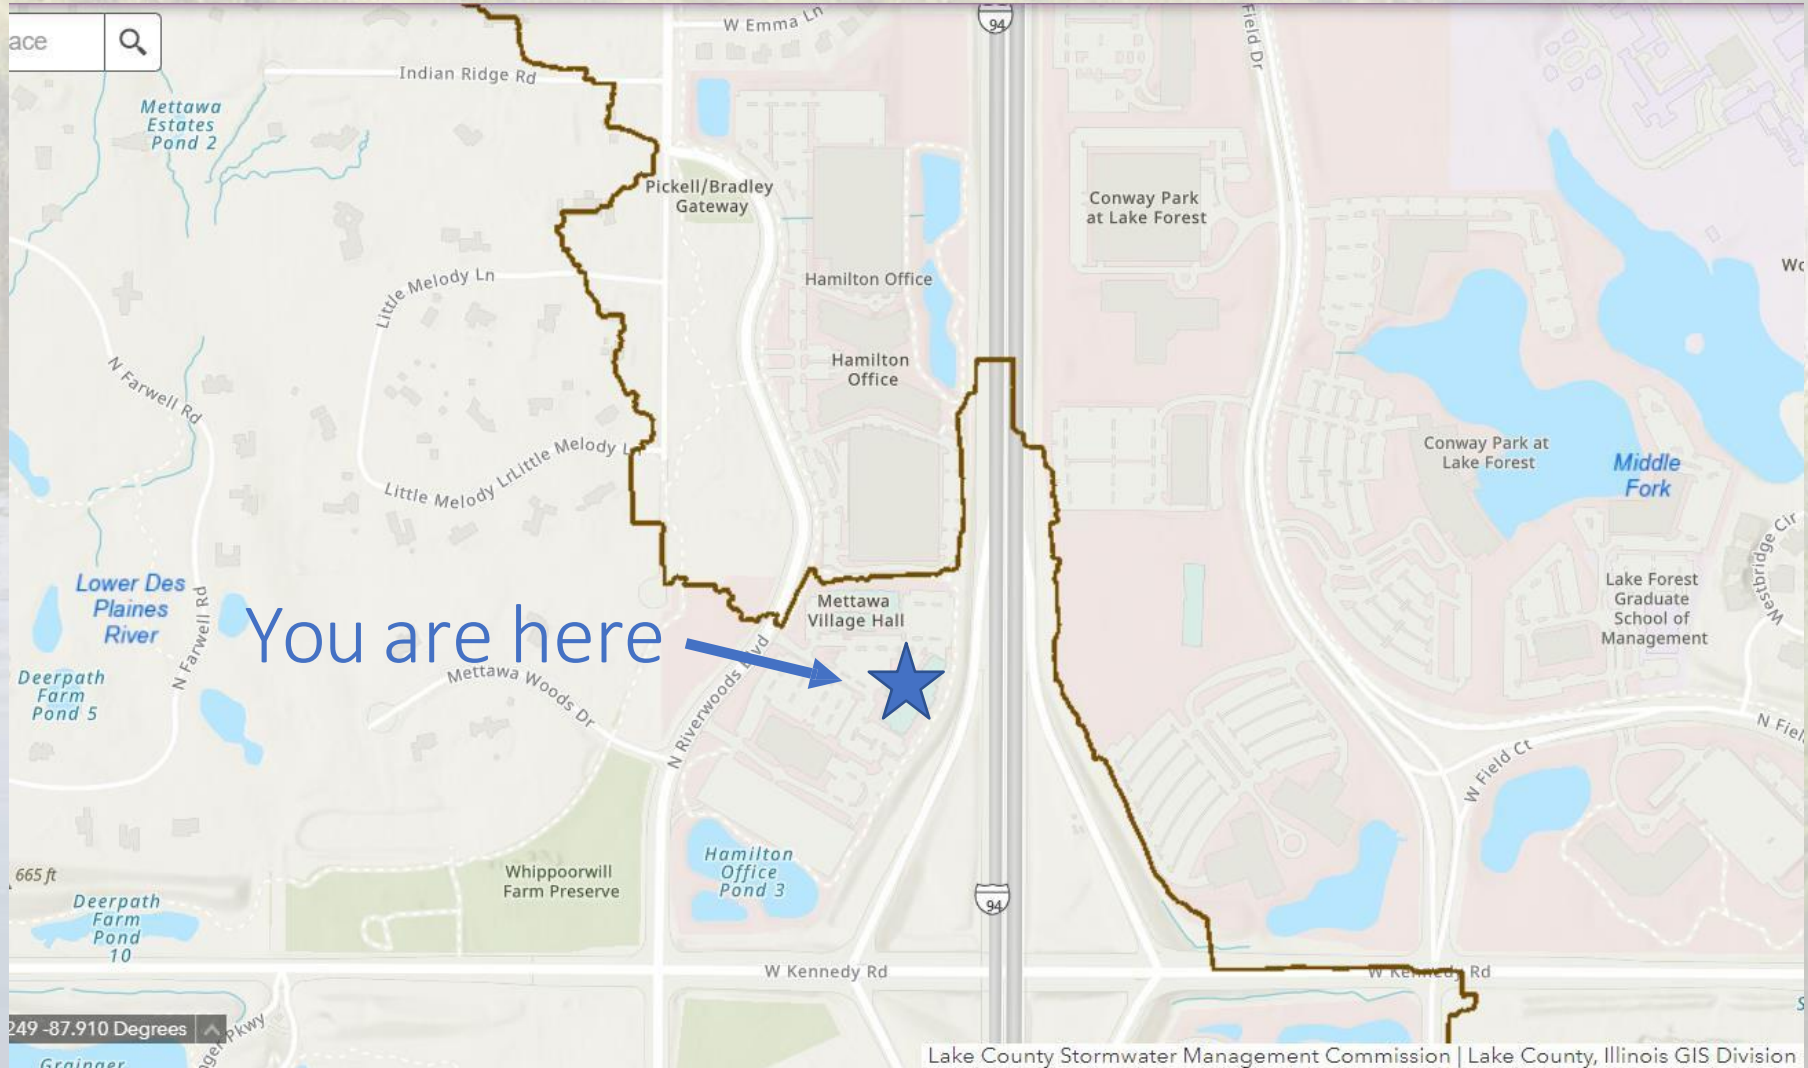 94
W Emma Ln
Field Dr
ace
Indian Ridge Rd
Mettawa
Estates
Pond 2
Pickell/Bradley
Gateway
Conway Park
at Lake Forest
Hamilton Office
Little Melody Ln
Hamilton
Office
N Farwell Rd
Little Melody L
Little Melody Lr
Conway Park at
Lake Forest
Middle
Fork
Westbridge Cir
Lower Des
Plaines
River
N Farwell Rd
You are here
Mettawa
Village Hall
Lake Forest
Graduate
School of
Management
Deerpath
Farm
Pond 5
Mettawa Woods Dr
N Riverwoods Blvd
N Fiel
W Field Ct
665 ft
Whippoorwill
Farm Preserve
Hamilton
Office
Pond 3
94
Deerpath
Farm
Pond
10
W Kennedy Rd
W Kennedy Rd
249 -87.910 Degrees
ger Pkwy
Grainger
Lake County Stormwater Management Commission | Lake County, Illinois GIS Division